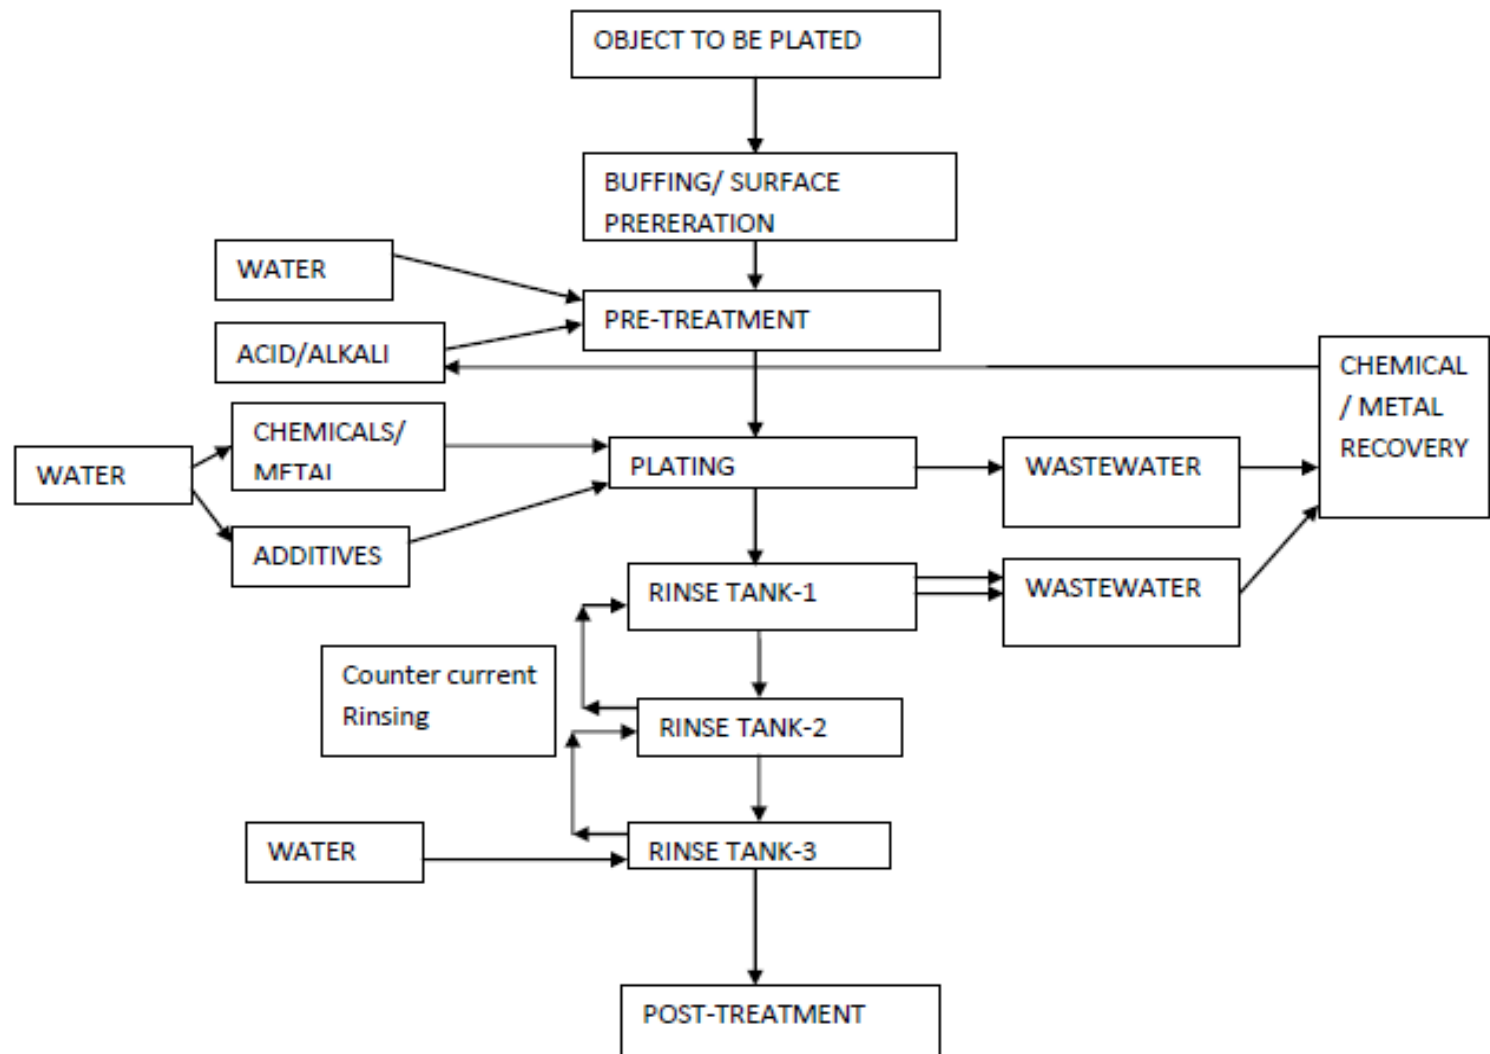 OBJECT TO BE PLATED
BUFFING/ SURFACE
PRERERATION
WATER
PRE-TREATMENT
ACID/ALKALI
CHEMICAL
/ METAL
RECOVERY
CHEMICALS/
METAL
WATER
PLATING
WASTEWATER
ADDITIVES
RINSE TANK-1
WASTEWATER
Counter current
Rinsing
RINSE TANK-2
WATER
RINSE TANK-3
POST-TREATMENT